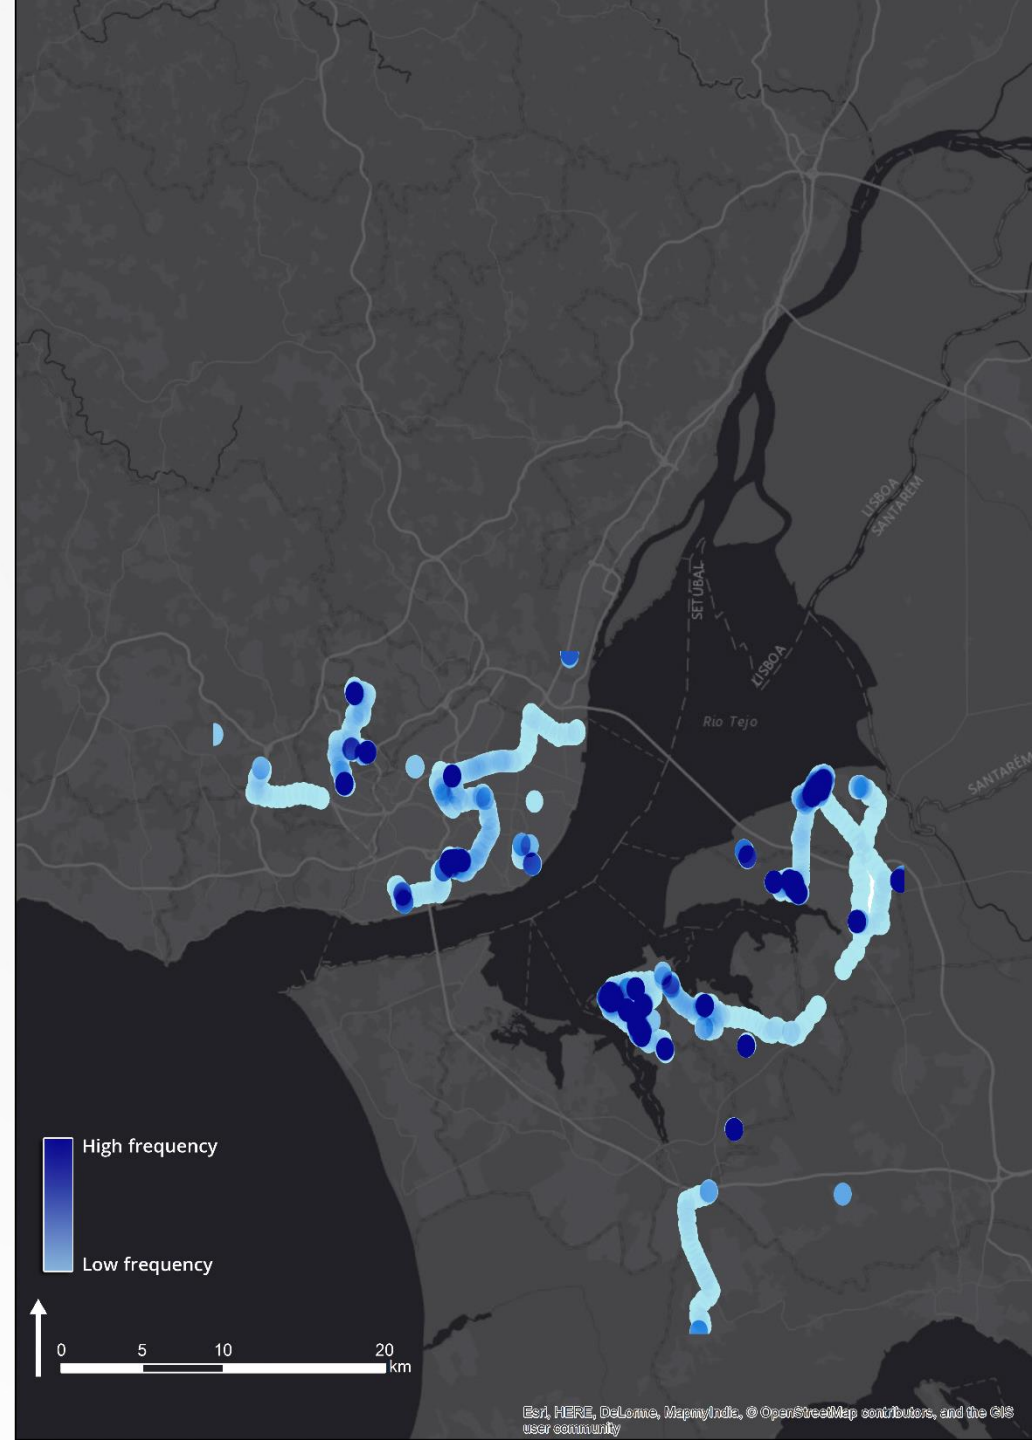 LISBOA
SANTARÉM
SETÚBAL
LISBOA
Rio Tejo
SANTARÉM
High frequency
Low frequency
0 5 10 20
km
Esri, HERE, DeLorme, MapmyIndia, © OpenStreetMap contributors, and the GIS
user community